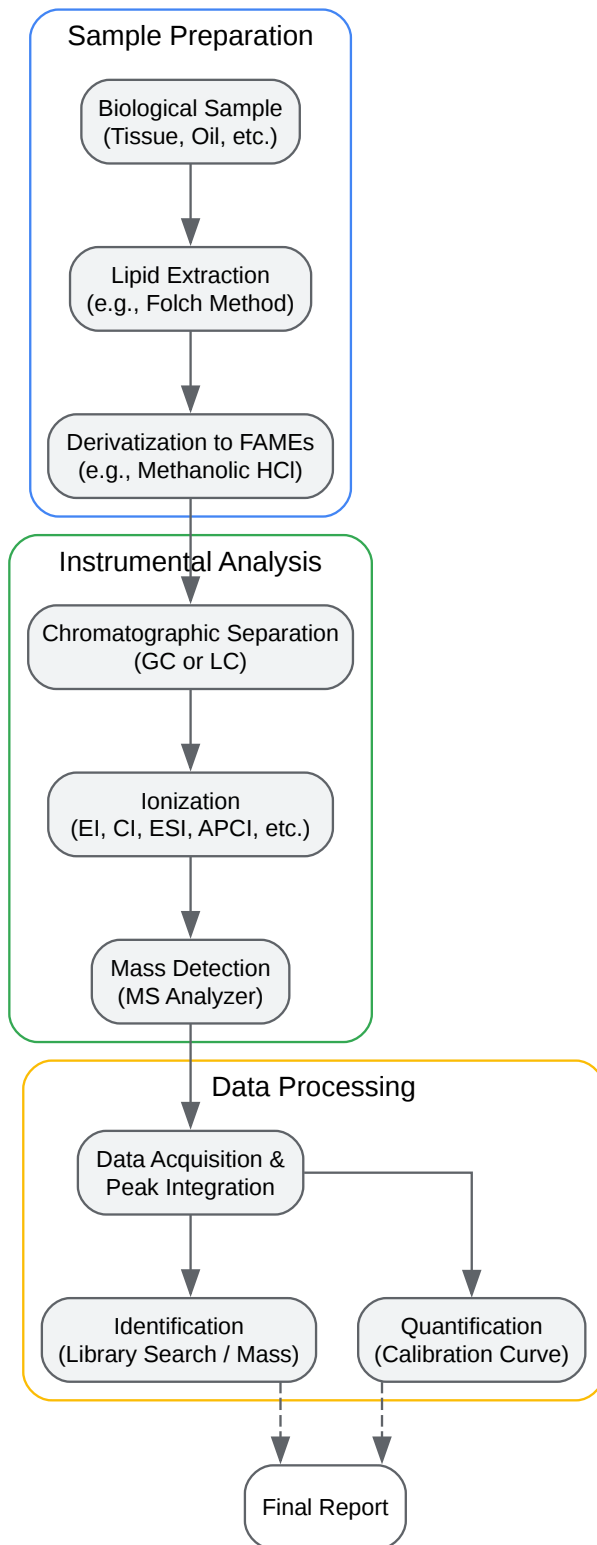 Sample Preparation
Biological Sample
(Tissue, Oil, etc.)
Lipid Extraction
(e.g., Folch Method)
Derivatization to FAMEs
(e.g., Methanolic HCl)
Instrumental Analysis
Chromatographic Separation
(GC or LC)
Ionization
(EI, CI, ESI, APCI, etc.)
Mass Detection
(MS Analyzer)
Data Processing
Data Acquisition &
Peak Integration
Identification
(Library Search / Mass)
Quantification
(Calibration Curve)
Final Report